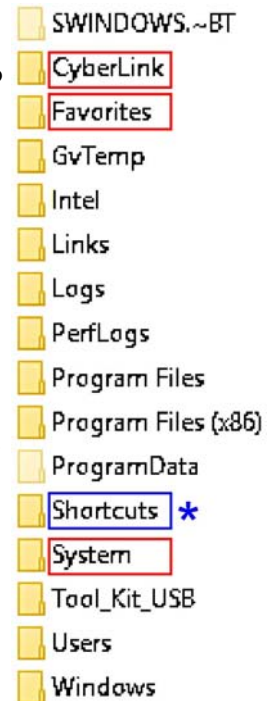 SWINDOWS.~BT
CyberLink
Favorites
GvTemp
Intel
Links
Logs
PerfLogs
Program Files
Program Files (x86)
ProgramData
Shortcuts *
System
Tool_Kit_USB
Users
Windows